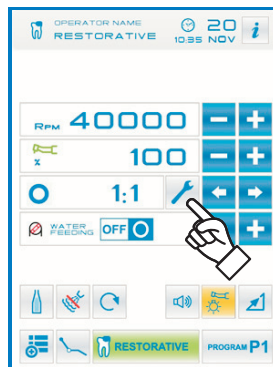 OPERATOR NAME
RESTORATIVE
10:35
20
NOV
i
RPM 40000 - +
% 100 - +
1:1
WATER FEEDING OFF O +
RESTORATIVE
PROGRAM P1